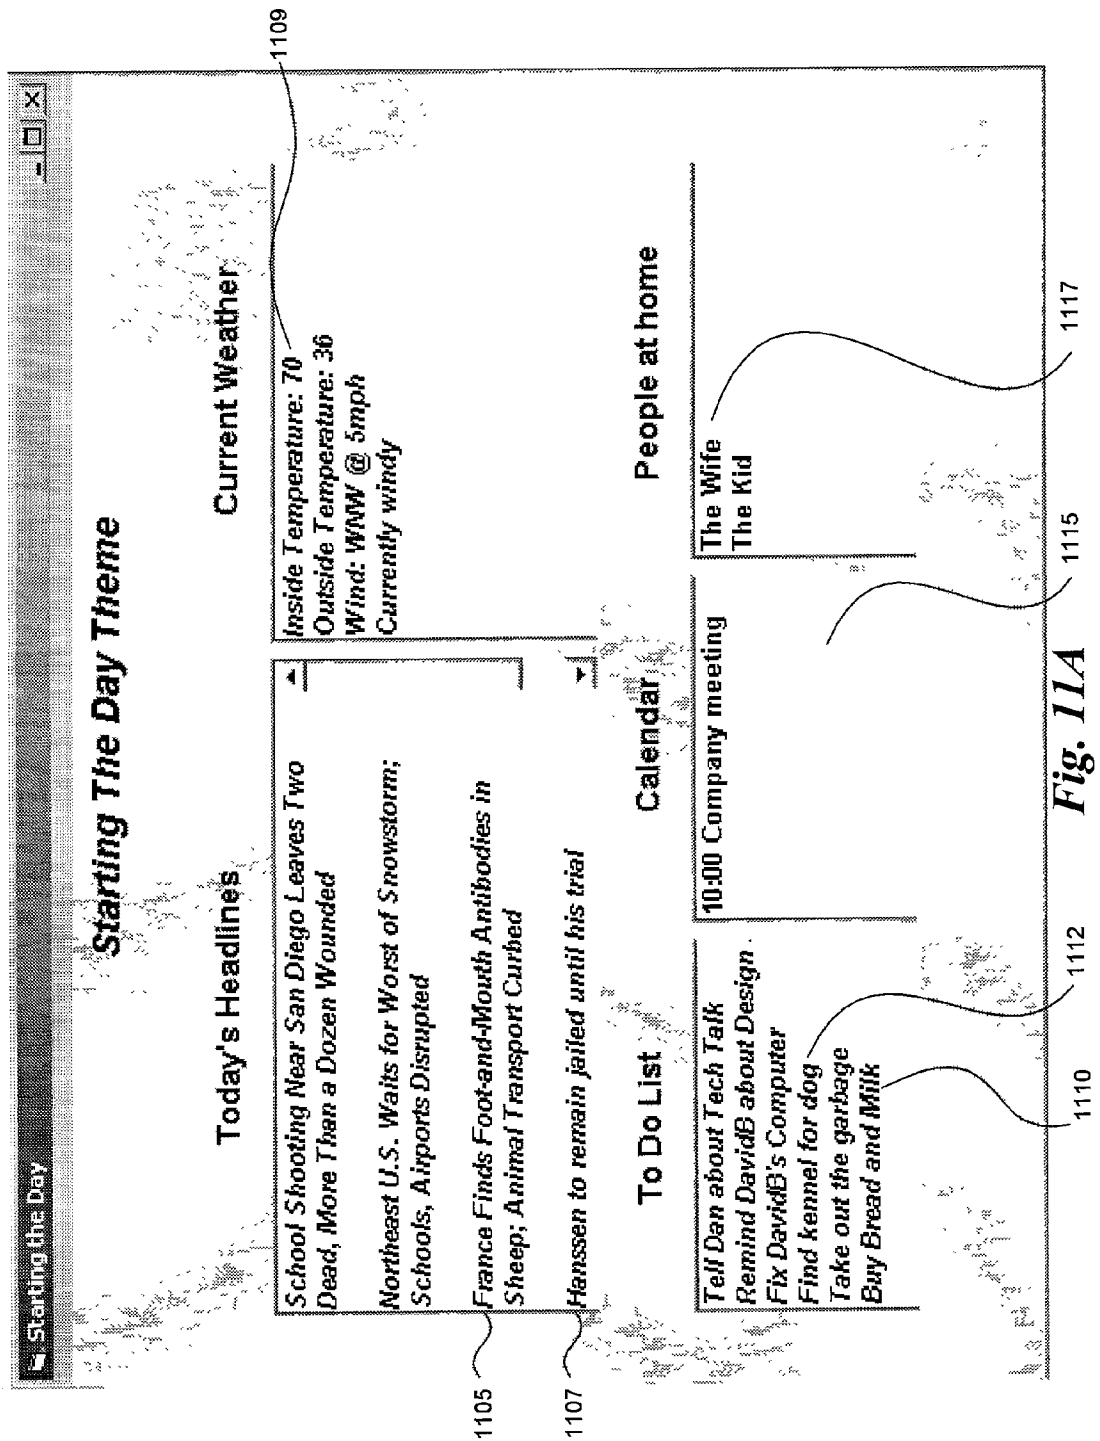 Starting the Day
Starting The Day Theme
Today's Headlines
School Shooting Near San Diego Leaves Two
Dead, More Than a Dozen Wounded
Northeast U.S. Waits for Worst of Snowstorm;
Schools, Airports Disrupted
France Finds Foot-and-Mouth Antibodies in
Sheep; Animal Transport Curbed
Hanssen to remain jailed until his trial
1105
1107
Current Weather
Inside Temperature: 70
Outside Temperature: 36
Wind: WNW @ 5mph
Currently windy
1109
To Do List
Tell Dan about Tech Talk
Remind DavidB about Design .
Fix DavidB's Computer
Find kennel for dog
Take out the garbage
Buy Bread and Milk
1110
1112
Calendar
10:00 Company meeting
1115
People at home
The Wife
The Kid
1117
Fig. 11A